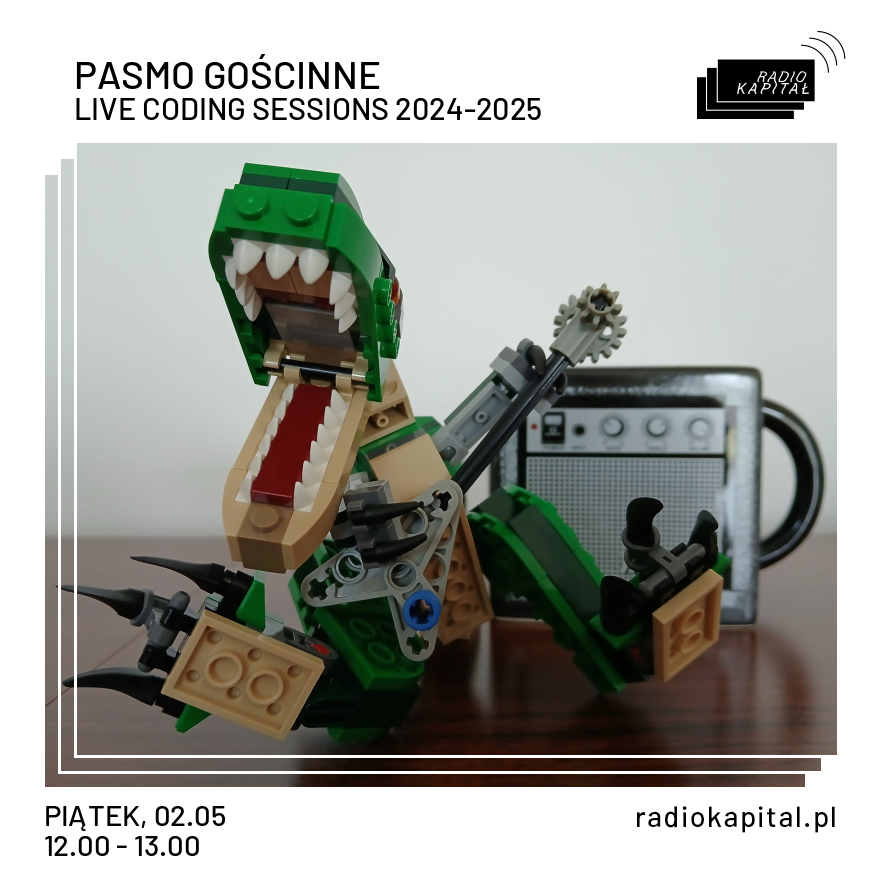 PASMO GOŚCINNE
LIVE CODING SESSIONS 2024-2025
RADIO
KAPITAŁ
PIĄTEK, 02.05
12.00 - 13.00
radiokapital.pl